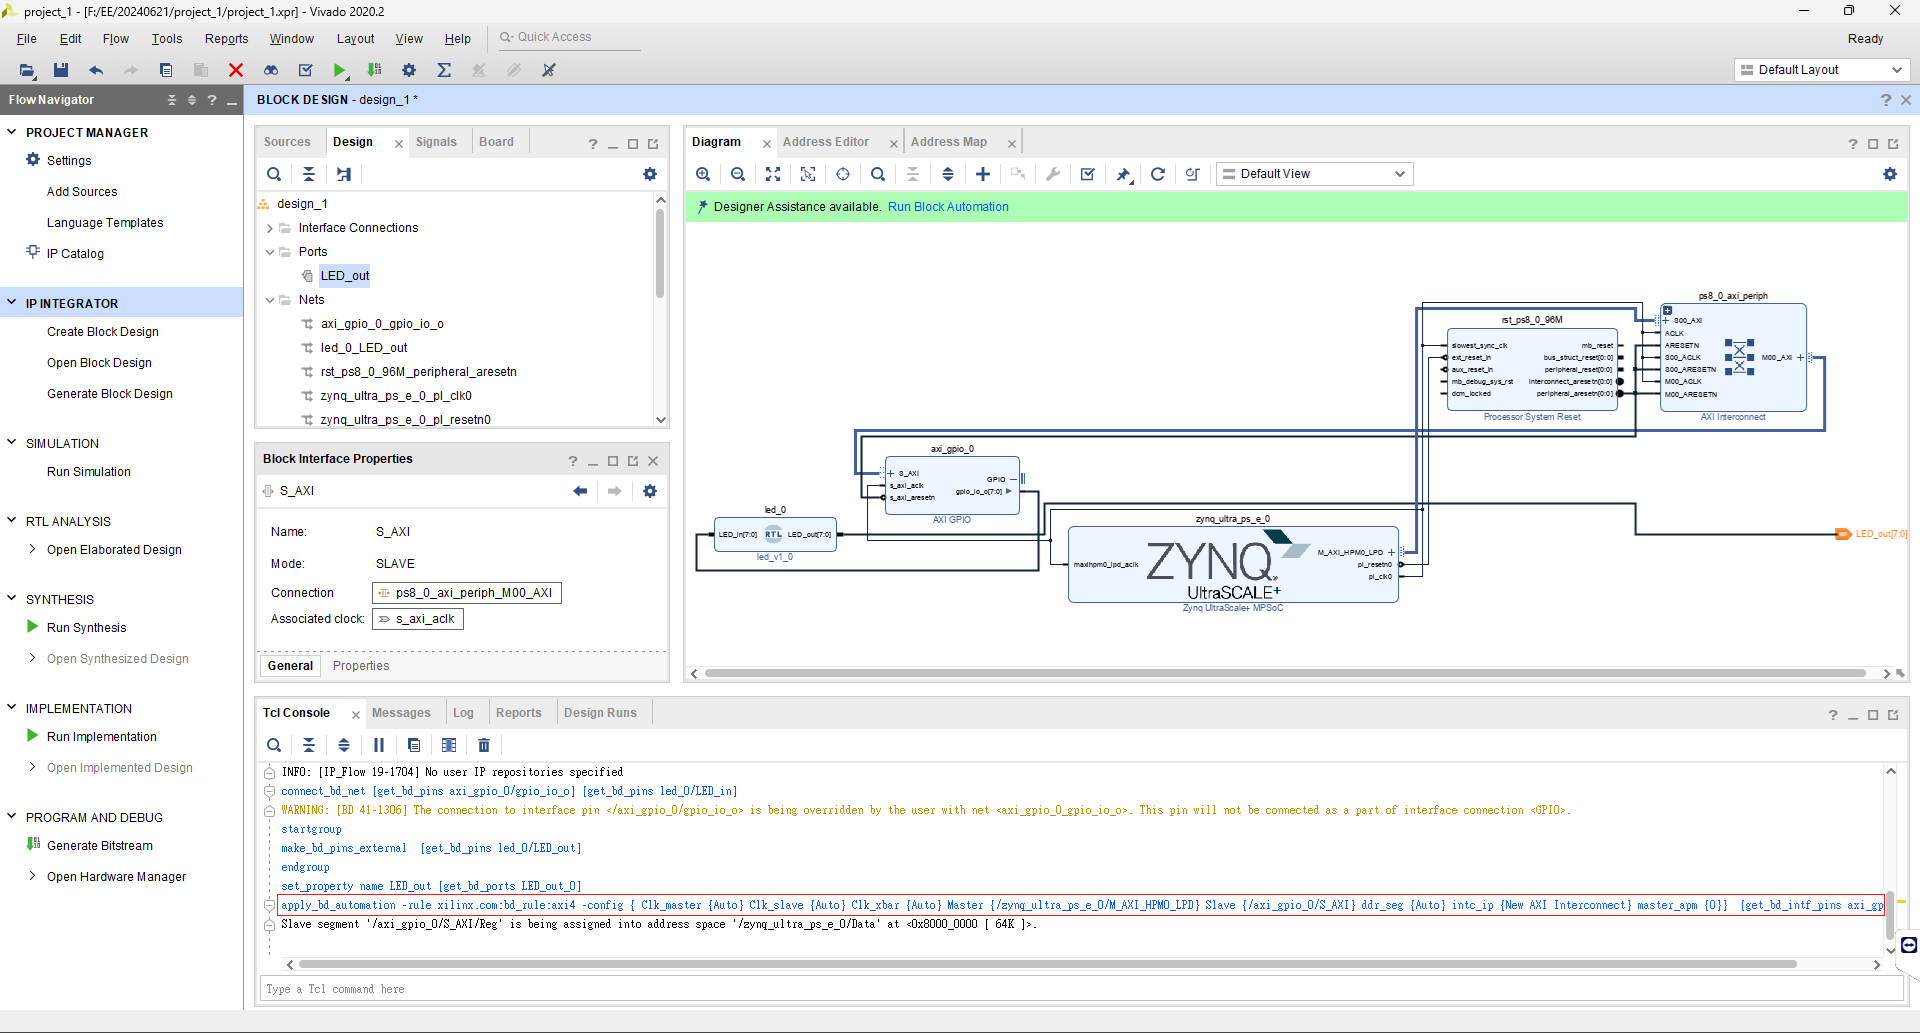 project_1 - [F:/EE/20240621/project_1/project_1.xpr] - Vivado 2020.2
File Edit Flow Tools Reports Window Layout View Help
Quick Access
Ready
Default Layout
Flow Navigator
PROJECT MANAGER
Settings
Add Sources
Language Templates
IP Catalog
IP INTEGRATOR
Create Block Design
Open Block Design
Generate Block Design
SIMULATION
Run Simulation
RTL ANALYSIS
Open Elaborated Design
SYNTHESIS
Run Synthesis
Open Synthesized Design
IMPLEMENTATION
Run Implementation
Open Implemented Design
PROGRAM AND DEBUG
Generate Bitstream
Open Hardware Manager
BLOCK DESIGN - design_1 *
Sources Design Signals Board
design_1
Interface Connections
Ports
LED_out
Nets
axi_gpio_0_gpio_io_o
led_0_LED_out
rst_ps8_0_96M_peripheral_aresetn
zynq_ultra_ps_e_0_pl_clk0
zynq_ultra_ps_e_0_pl_resetn0
Block Interface Properties
S_AXI
Name: S_AXI
Mode: SLAVE
Connection ps8_0_axi_periph_M00_AXI
Associated clock: s_axi_aclk
General Properties
Diagram Address Editor Address Map
Default View
Designer Assistance available. Run Block Automation
ps8_0_axi_periph
S00_AXI
ACLK
ARESETN
S00_ACLK
S00_ARESETN
M00_ACLK
M00_ARESETN
M00_AXI
AXI Interconnect
rst_ps8_0_96M
slowest_sync_clk
ext_reset_in
aux_reset_in
mb_debug_sys_rst
dcm_locked
mb_reset
bus_struct_reset[0:0]
peripheral_reset[0:0]
interconnect_aresetn[0:0]
peripheral_aresetn[0:0]
Processor System Reset
axi_gpio_0
S_AXI
s_axi_aclk
s_axi_aresetn
GPIO
gpio_io_o[7:0]
AXI GPIO
led_0
LED_in[7:0] RTL LED_out[7:0]
led_v1_0
zynq_ultra_ps_e_0
maxihpm0_lpd_aclk
ZYNQ
UltraSCALE+
M_AXI_HPM0_LPD
pl_resetn0
pl_clk0
Zynq UltraScale+ MPSoC
LED_out[7:0]
Tcl Console Messages Log Reports Design Runs
INFO: [IP_Flow 19-1704] No user IP repositories specified
connect_bd_net [get_bd_pins axi_gpio_0/gpio_io_o] [get_bd_pins led_0/LED_in]
WARNING: [BD 41-1306] The connection to interface pin </axi_gpio_0/gpio_io_o> is being overridden by the user with net <axi_gpio_0_gpio_io_o>. This pin will not be connected as a part of interface connection <GPIO>.
startgroup
make_bd_pins_external [get_bd_pins led_0/LED_out]
endgroup
set_property name LED_out [get_bd_ports LED_out_0]
apply_bd_automation -rule xilinx.com:bd_rule:axi4 -config { Clk_master {Auto} Clk_slave {Auto} Clk_xbar {Auto} Master {/zynq_ultra_ps_e_0/M_AXI_HPM0_LPD} Slave {/axi_gpio_0/S_AXI} ddr_seg {Auto} intc_ip {New AXI Interconnect} master_apm {0}} [get_bd_intf_pins axi_gp
Slave segment '/axi_gpio_0/S_AXI/Reg' is being assigned into address space '/zynq_ultra_ps_e_0/Data' at <0x8000_0000 [ 64K ]>.
Type a Tcl command here